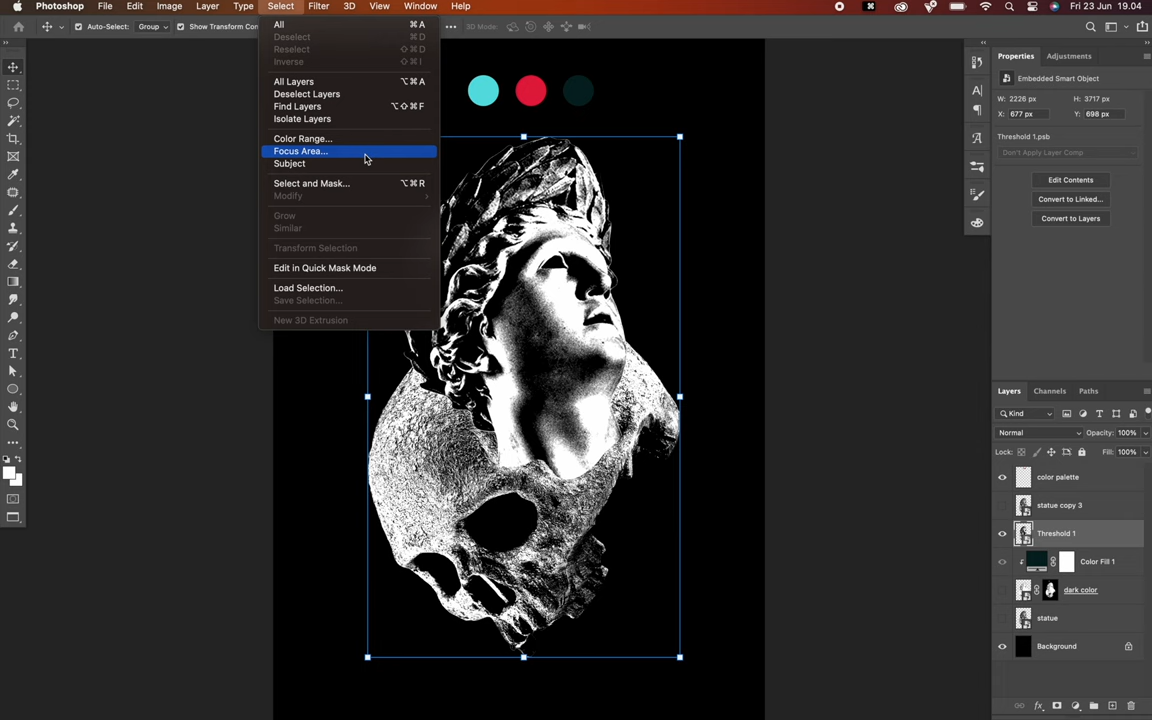 Photoshop File Edit Image Layer Type Select Filter 3D View Window Help Fri 23 Jun 19.04
Auto-Select: Group Show Transform Con 3D Mode:
All ⌘A
Deselect ⌘D
Reselect ⇧⌘D
Inverse ⇧⌘I
All Layers ⌥⌘A
Deselect Layers
Find Layers ⌥⇧⌘F
Isolate Layers
Color Range...
Focus Area...
Subject
Select and Mask... ⌥⌘R
Modify
Grow
Similar
Transform Selection
Edit in Quick Mask Mode
Load Selection...
Save Selection...
New 3D Extrusion
Properties Adjustments
Embedded Smart Object
W: 2226 px H: 3717 px
X: 677 px Y: 698 px
Threshold 1.psb
Don't Apply Layer Comp
Edit Contents
Convert to Linked...
Convert to Layers
Layers Channels Paths
Kind
Normal Opacity: 100%
Lock: Fill: 100%
color palette
statue copy 3
Threshold 1
Color Fill 1
dark color
statue
Background